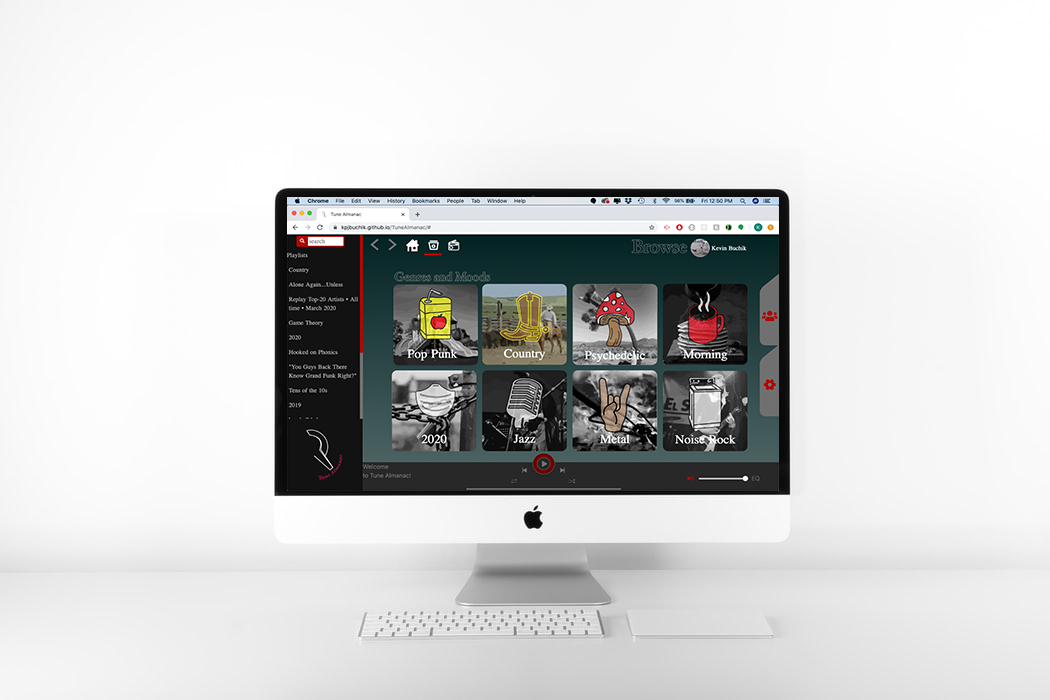 Chrome File Edit View History Bookmarks People Tab Window Help
98% Fri 12:50 PM
Tune Almanac
kpjbuchik.github.io/TuneAlmanac/#
search
Browse
Kevin Buchik
Playlists
Country
Alone Again...Unless
Replay Top-20 Artists • All
time • March 2020
Game Theory
2020
Hooked on Phonics
"You Guys Back There
Know Grand Funk Right?"
Tens of the 10s
2019
Tune Almanac
Genres and Moods
Pop Punk
Country
Psychedelic
Morning
2020
Jazz
Metal
Noise Rock
Welcome
to Tune Almanac!
EQ